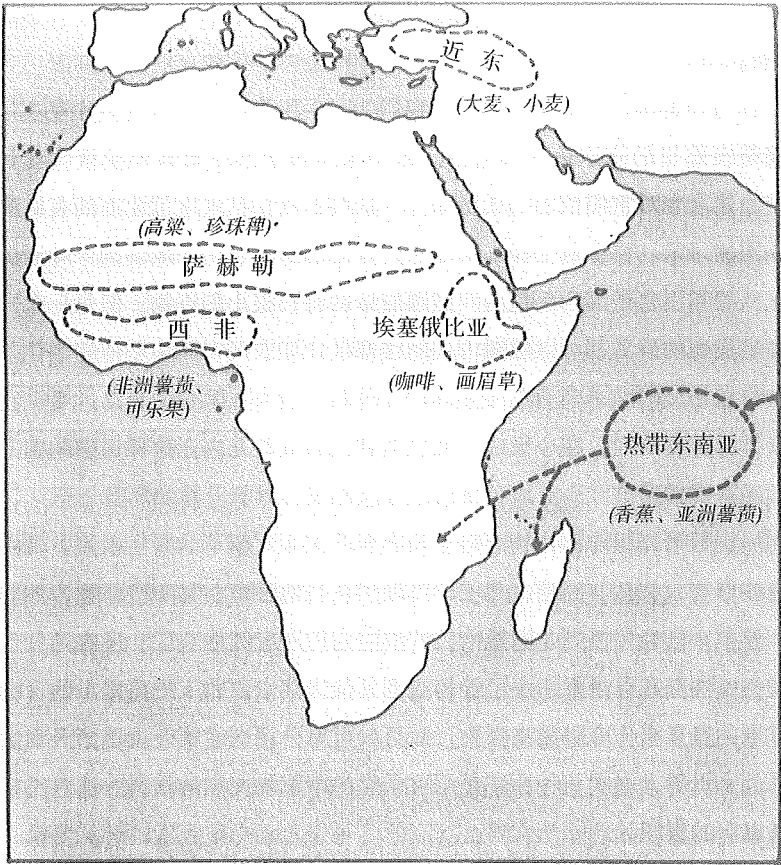 近东
(大麦、小麦)
(高粱、珍珠稗)
萨赫勒
西非
埃塞俄比亚
(非洲薯蓣、
可乐果)
(咖啡、画眉草)
热带东南亚
(香蕉、亚洲薯蓣)